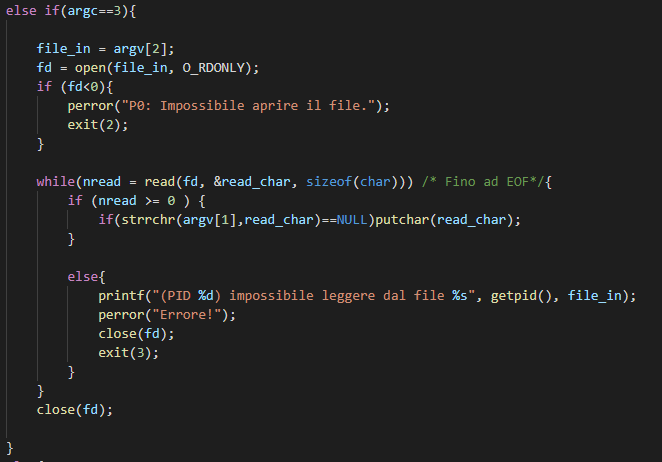 else if(argc==3){
file_in = argv[2];
fd = open(file_in, O_RDONLY);
if (fd<0){
perror("P0: Impossibile aprire il file.");
exit(2);
}
while(nread = read(fd, &read_char, sizeof(char))) /* Fino ad EOF*/{
if (nread >= 0 ) {
if(strrchr(argv[1],read_char)==NULL)putchar(read_char);
}
else{
printf("(PID %d) impossibile leggere dal file %s", getpid(), file_in);
perror("Errore!");
close(fd);
exit(3);
}
}
close(fd);
}